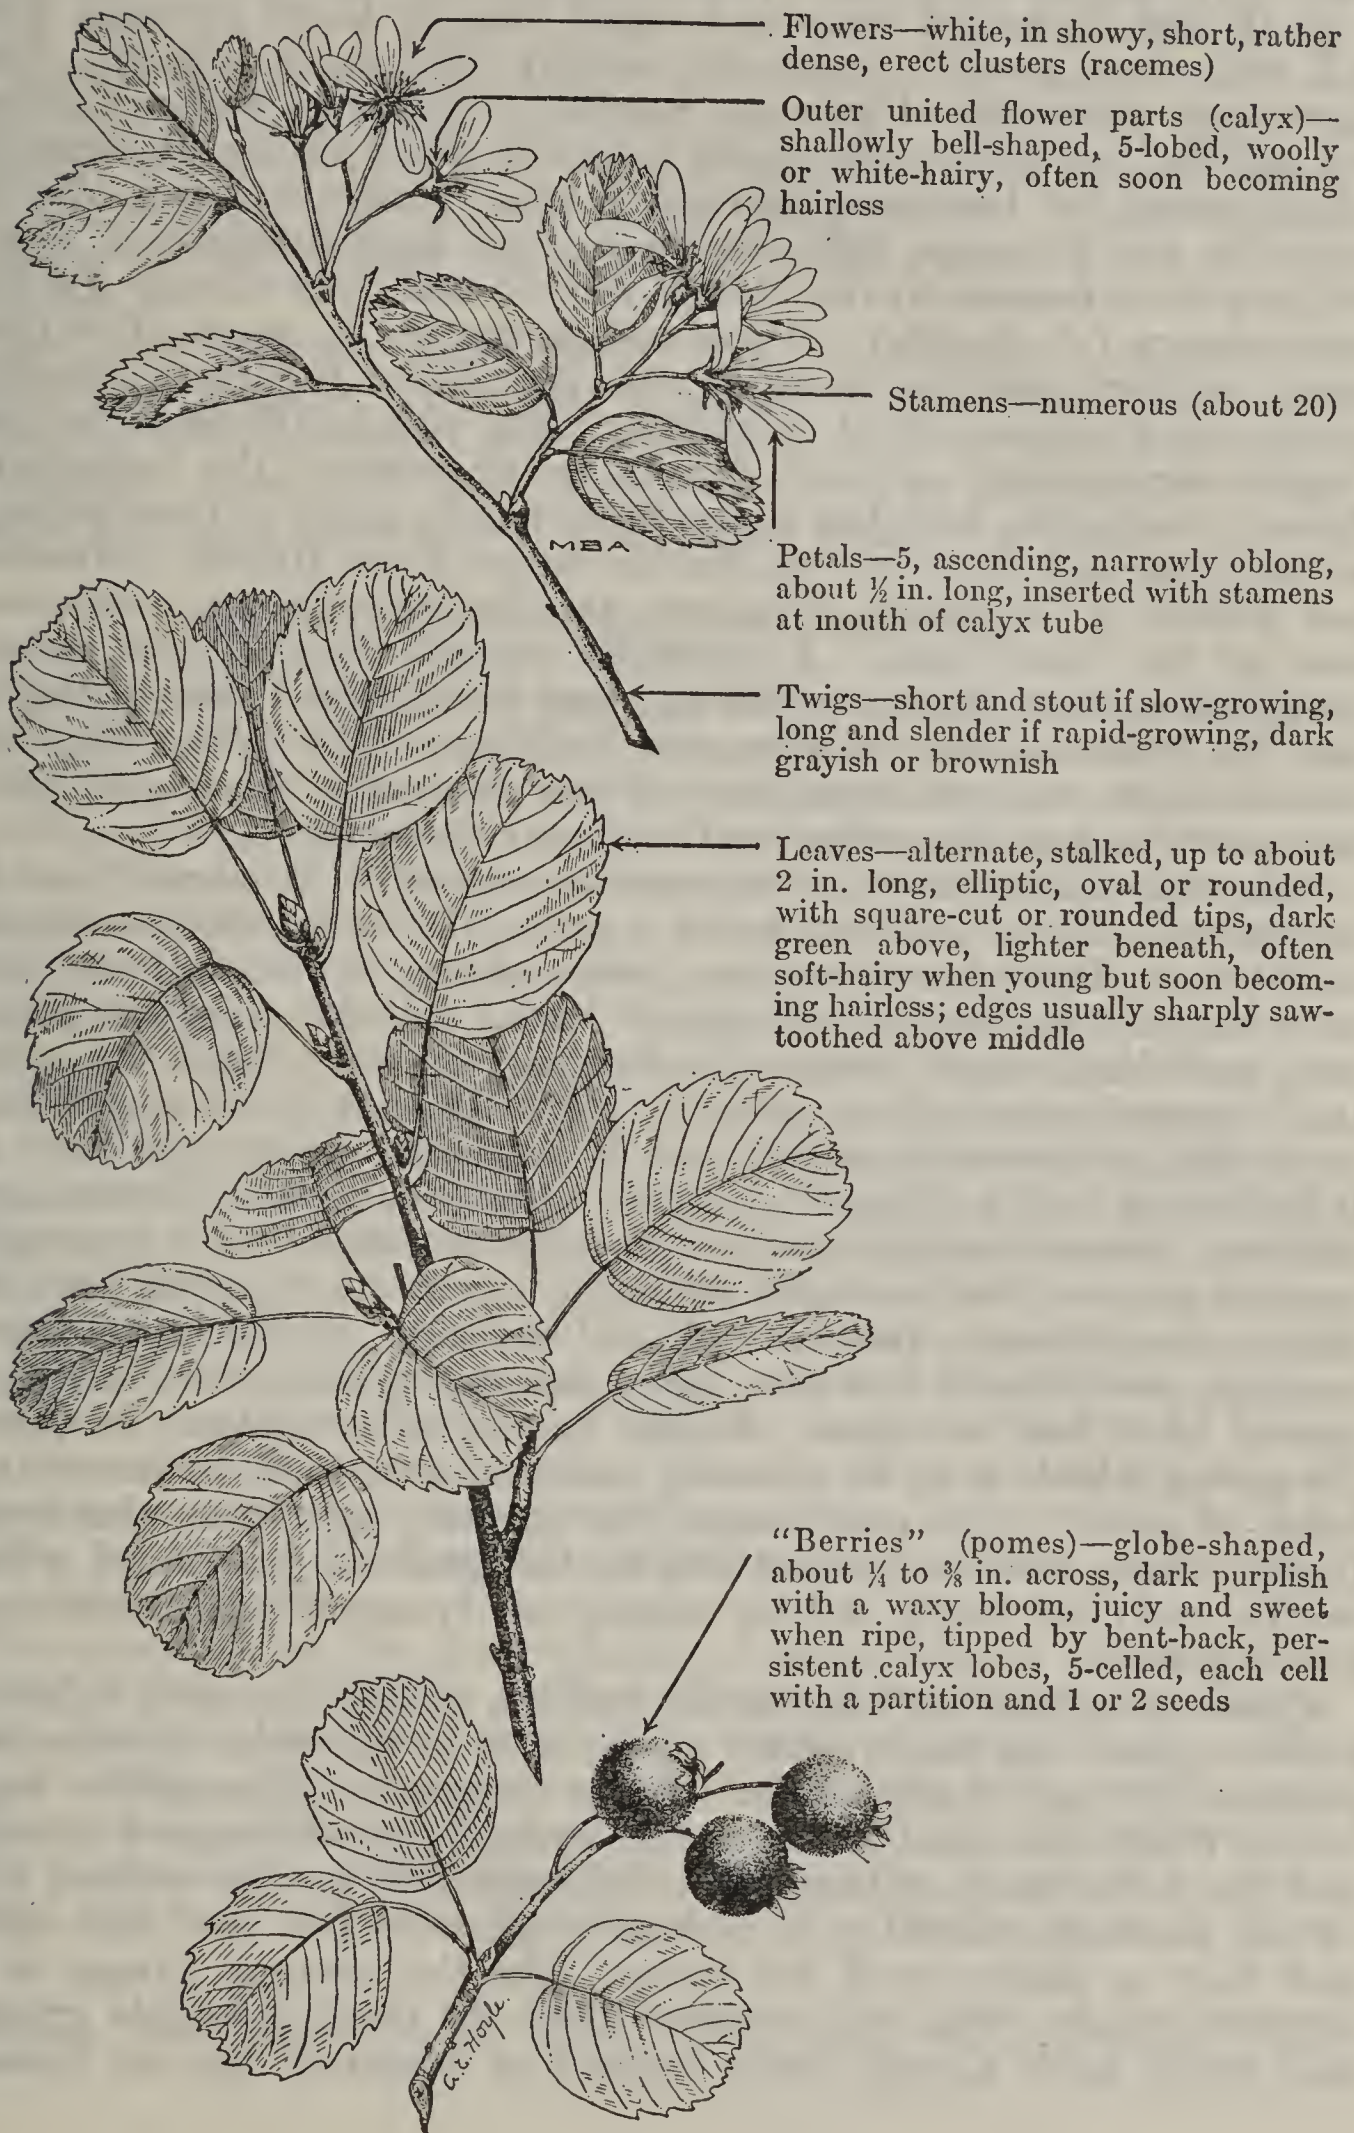 Flowers—white, in showy, short, rather
dense, erect clusters (racemes)
Outer united flower parts (calyx)—
shallowly bell-shaped, 5-lobed, woolly
or white-hairy, often soon becoming
hairless
Stamens—numerous (about 20)
MBA
Petals—5, ascending, narrowly oblong,
about ½ in. long, inserted with stamens
at mouth of calyx tube
Twigs—short and stout if slow-growing,
long and slender if rapid-growing, dark
grayish or brownish
Leaves—alternate, stalked, up to about
2 in. long, elliptic, oval or rounded,
with square-cut or rounded tips, dark
green above, lighter beneath, often
soft-hairy when young but soon becom-
ing hairless; edges usually sharply saw-
toothed above middle
"Berries" (pomes)—globe-shaped,
about ¼ to ⅜ in. across, dark purplish
with a waxy bloom, juicy and sweet
when ripe, tipped by bent-back, per-
sistent calyx lobes, 5-celled, each cell
with a partition and 1 or 2 seeds
A.E. Hoyle.